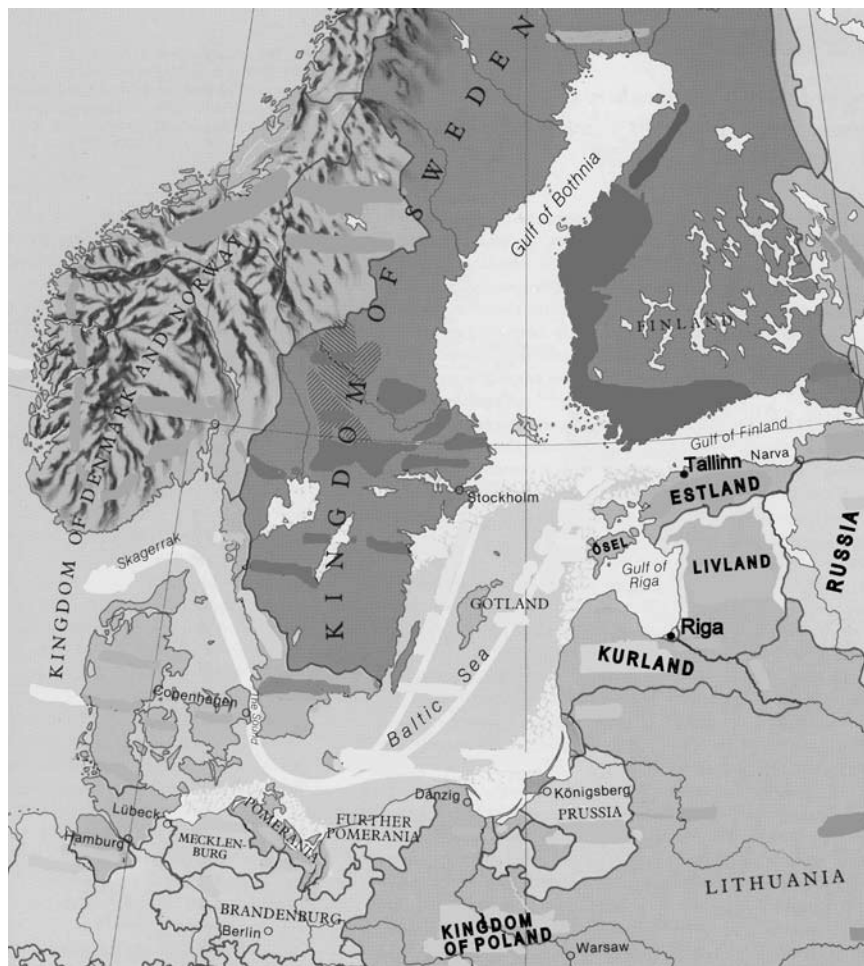 KINGDOM OF SWEDEN
Gulf of Bothnia
KINGDOM OF DENMARK AND NORWAY
FINLAND
Gulf of Finland
Tallinn
Narva
ESTLAND
Stockholm
Skagerrak
ÖSEL
Gulf of
Riga
LIVLAND
RUSSIA
GOTLAND
Riga
KURLAND
Baltic Sea
Copenhagen
The Sound
Danzig
Königsberg
PRUSSIA
Lübeck
Hamburg
POMERANIA
FURTHER
POMERANIA
MECKLEN-
BURG
LITHUANIA
BRANDENBURG
Berlin
KINGDOM
OF POLAND
Warsaw